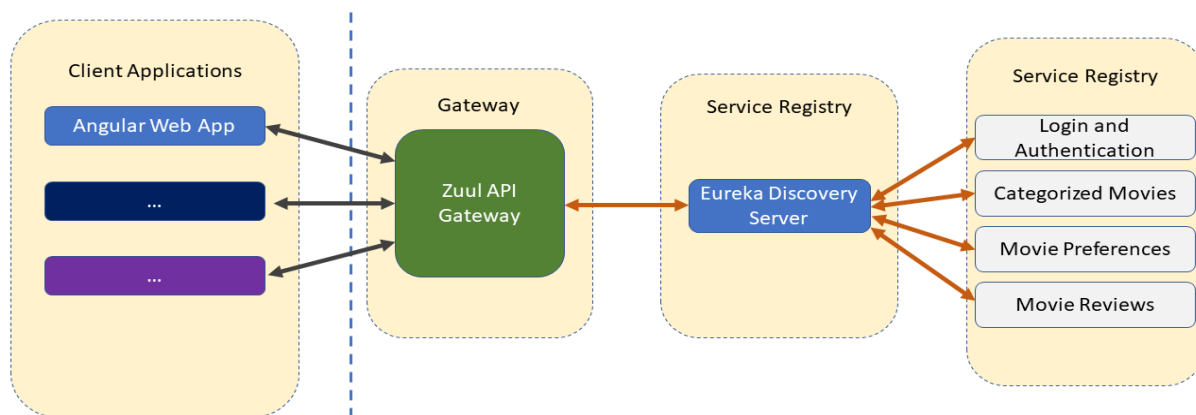 Client Applications
Angular Web App
...
...
Gateway
Zuul API
Gateway
Service Registry
Eureka Discovery
Server
Service Registry
Login and
Authentication
Categorized Movies
Movie Preferences
Movie Reviews